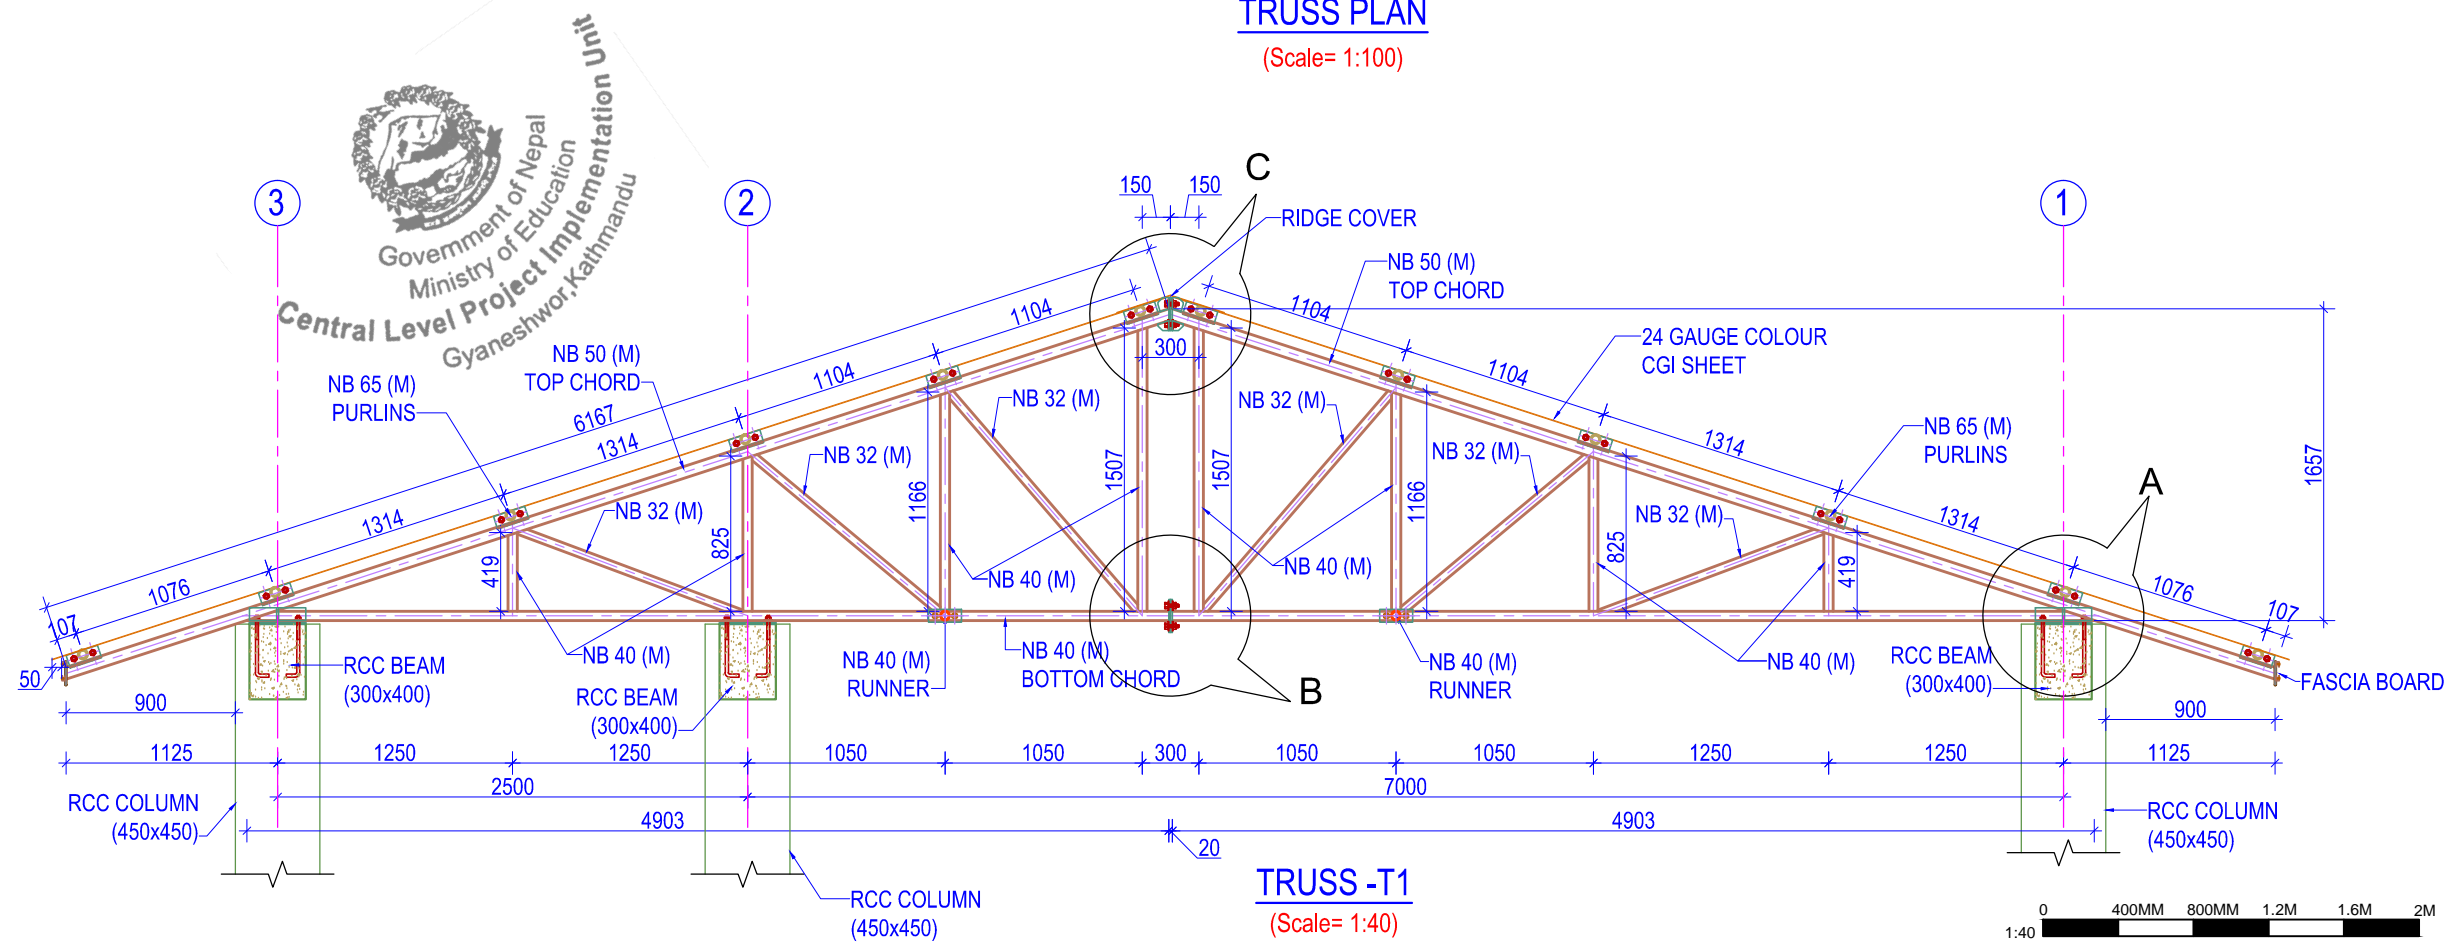 TRUSS PLAN
(Scale= 1:100)
Government of Nepal
Ministry of Education
Central Level Project Implementation Unit
Gyaneshwor,Kathmandu
3
2
1
C
150
150
RIDGE COVER
NB 50 (M)
TOP CHORD
1104
1104
24 GAUGE COLOUR
CGI SHEET
300
NB 50 (M)
TOP CHORD
NB 65 (M)
PURLINS
6167
1104
1104
1314
1314
NB 32 (M)
NB 32 (M)
NB 65 (M)
PURLINS
1657
NB 32 (M)
NB 32 (M)
1507
1507
1166
1166
A
1314
1314
NB 32 (M)
NB 32 (M)
825
825
419
419
NB 40 (M)
NB 40 (M)
1076
1076
107
107
50
NB 40 (M)
RCC BEAM
(300x400)
RCC BEAM
(300x400)
NB 40 (M)
RUNNER
NB 40 (M)
BOTTOM CHORD
B
NB 40 (M)
RUNNER
NB 40 (M)
RCC BEAM
(300x400)
FASCIA BOARD
900
900
1125
1250
1250
1050
1050
300
1050
1050
1250
1250
1125
2500
7000
RCC COLUMN
(450x450)
4903
4903
20
RCC COLUMN
(450x450)
RCC COLUMN
(450x450)
TRUSS -T1
(Scale= 1:40)
0
400MM
800MM
1.2M
1.6M
2M
1:40